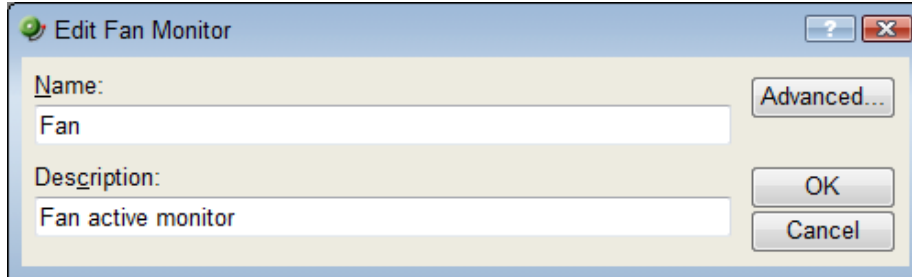 Edit Fan Monitor
?
Name:
Advanced...
Fan
Description:
OK
Fan active monitor
Cancel